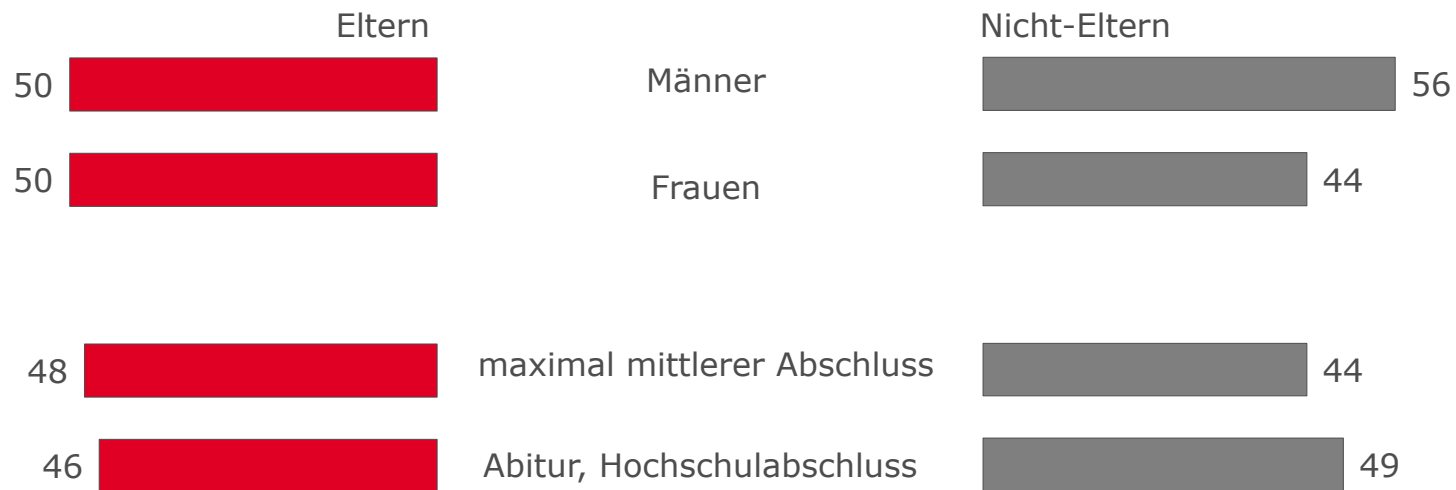 Eltern Nicht-Eltern
50 Männer 56
50 Frauen 44
48 maximal mittlerer Abschluss 44
46 Abitur, Hochschulabschluss 49